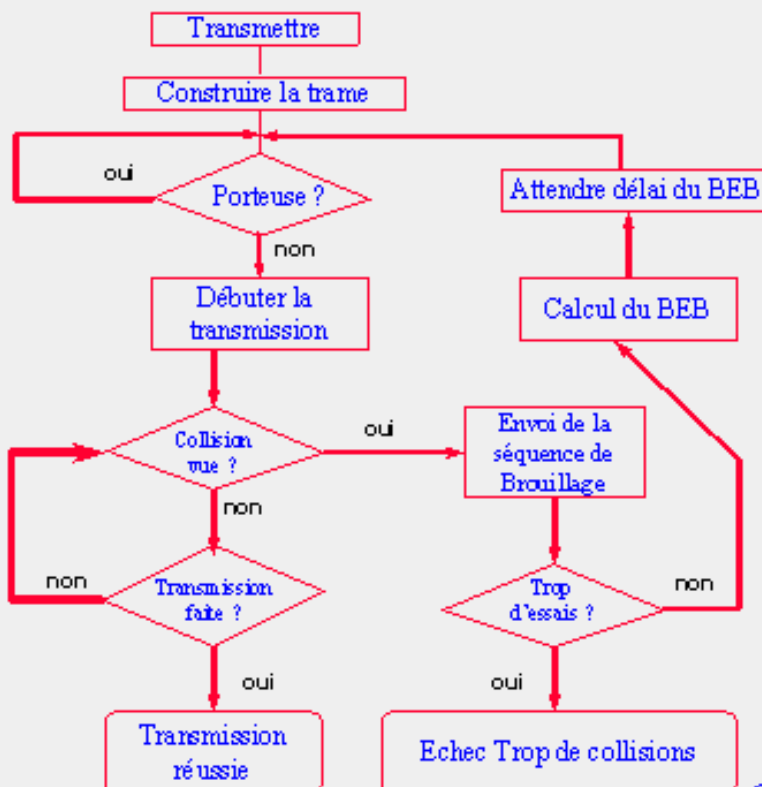 Transmettre
Construire la trame
oui
Porteuse ?
Attendre délai du BEB
non
Débuter la
transmission
Calcul du BEB
Collision
vue ?
oui
Envoi de la
séquence de
Brouillage
non
non
Transmission
faite ?
Trop
d'essais ?
non
oui
oui
Transmission
réussie
Echec Trop de collisions